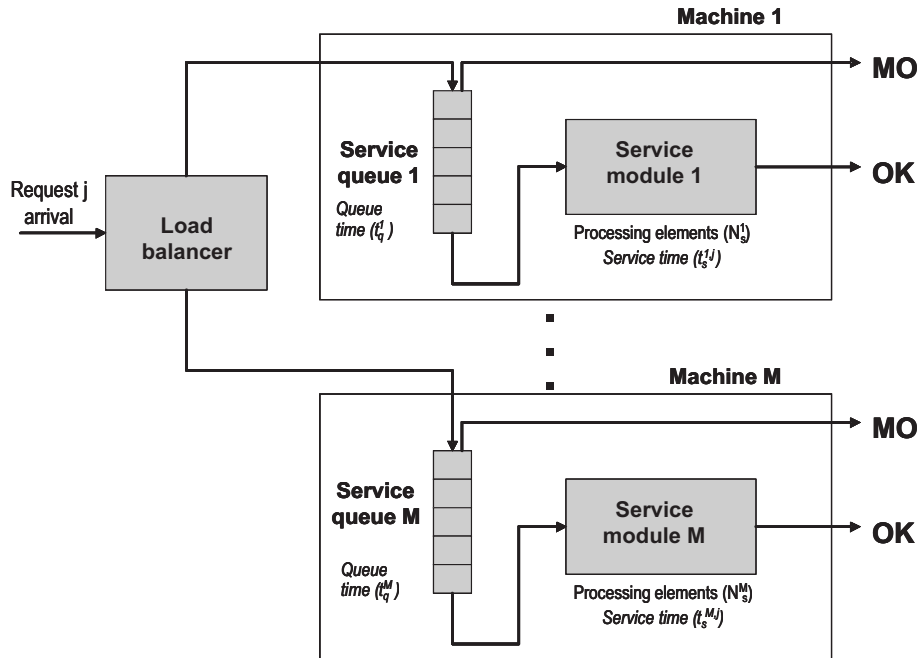 Machine 1
MO
Service
queue 1
Queue
time (t_q^1)
Service
module 1
OK
Processing elements (N_s^1)
Service time (t_s^{1,j})
Request j
arrival
Load
balancer
Machine M
MO
Service
queue M
Queue
time (t_q^M)
Service
module M
OK
Processing elements (N_s^M)
Service time (t_s^{M,j})